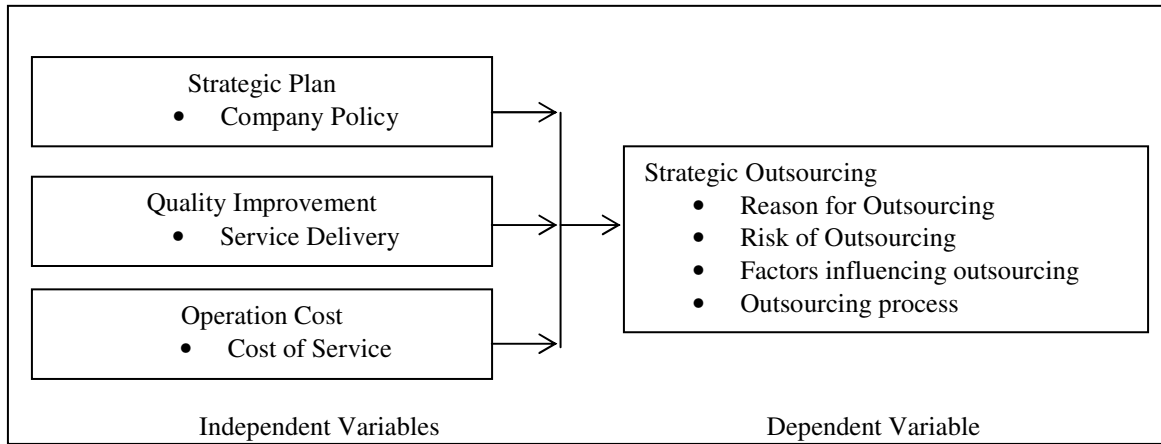 Strategic Plan
• Company Policy
Quality Improvement
• Service Delivery
Operation Cost
• Cost of Service
Strategic Outsourcing
• Reason for Outsourcing
• Risk of Outsourcing
• Factors influencing outsourcing
• Outsourcing process
Independent Variables
Dependent Variable